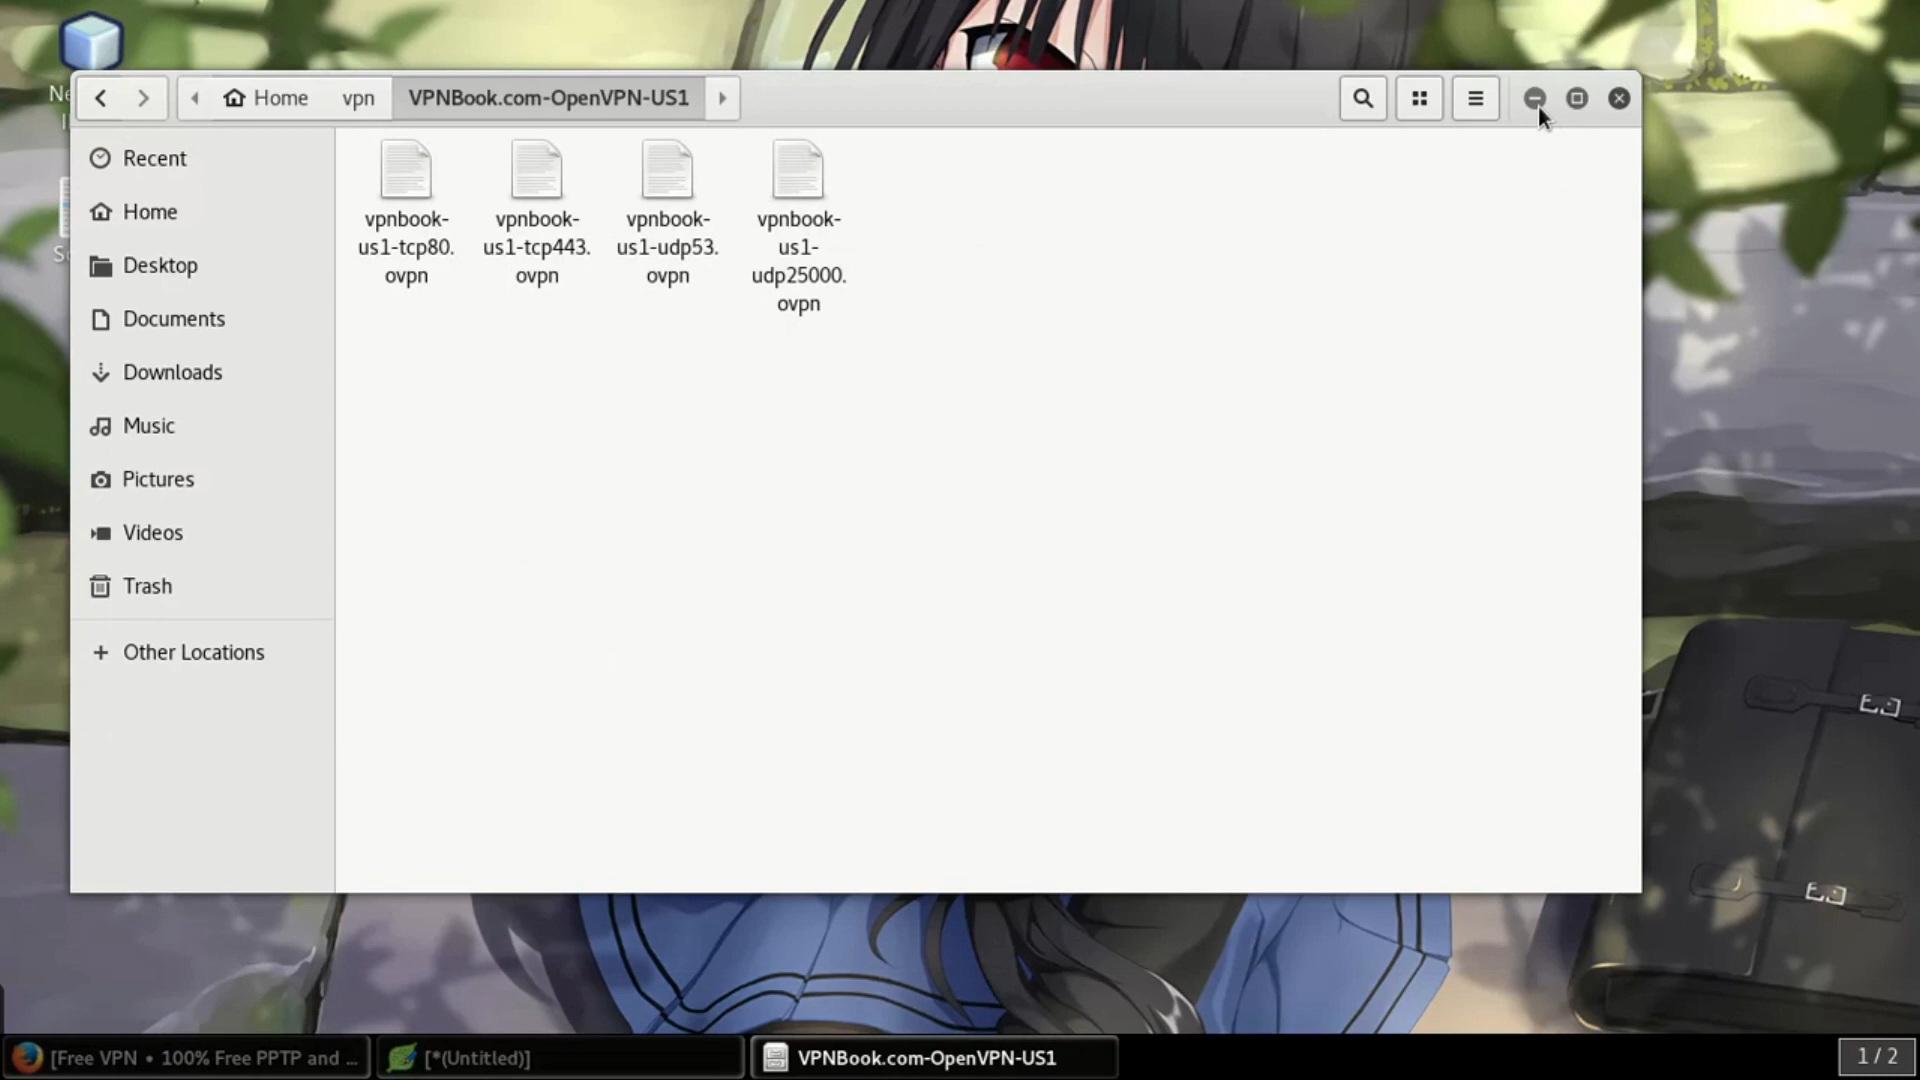 Ne
Home
vpn
VPNBook.com-OpenVPN-US1
Recent
Home
Desktop
Documents
Downloads
Music
Pictures
Videos
Trash
+ Other Locations
vpnbook-
us1-tcp80.
ovpn
vpnbook-
us1-tcp443.
ovpn
vpnbook-
us1-udp53.
ovpn
vpnbook-
us1-
udp25000.
ovpn
[Free VPN • 100% Free PPTP and ...
[*(Untitled)]
VPNBook.com-OpenVPN-US1
1 / 2